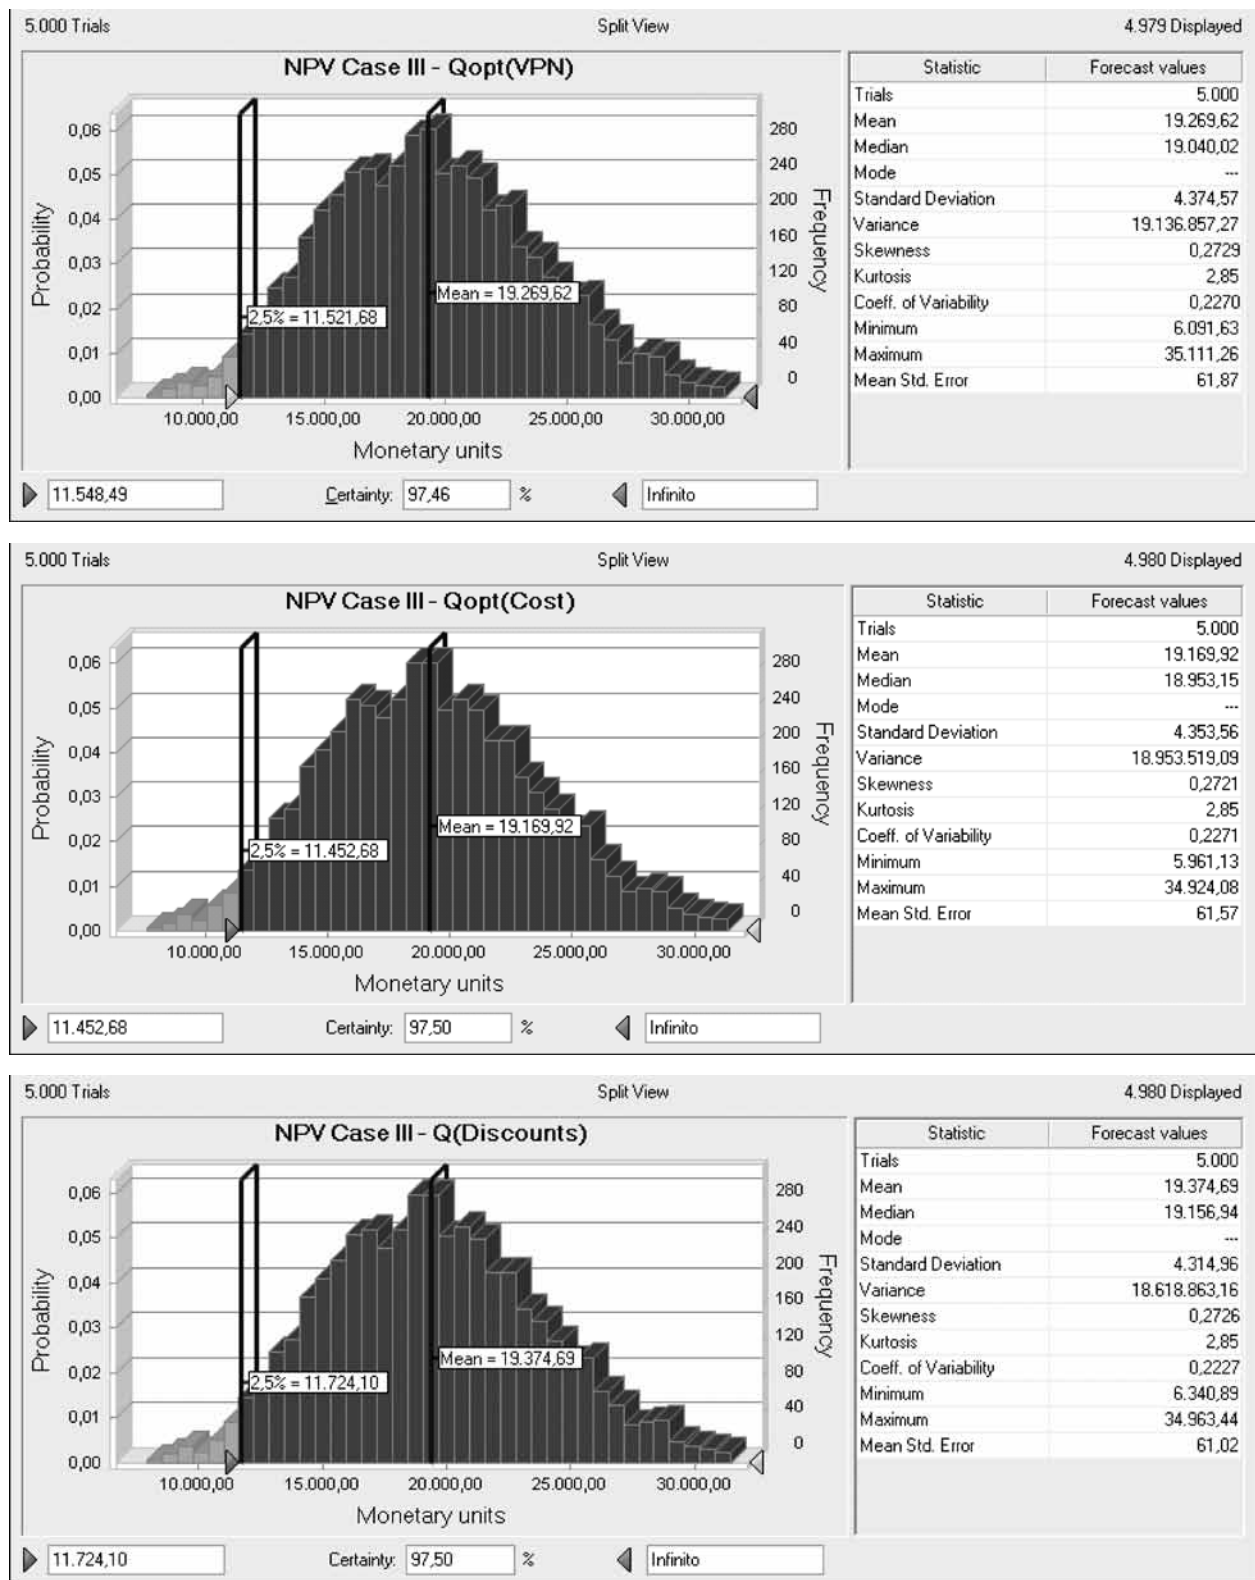 5.000 Trials Split View 4.979 Displayed
NPV Case III - Qopt(VPN)
Probability
0,06
0,05
0,04
0,03
0,02
0,01
0,00
2,5% = 11.521,68
Mean = 19.269,62
280
240
200
160
120
80
40
0
Frequency
10.000,00 15.000,00 20.000,00 25.000,00 30.000,00
Monetary units
Statistic Forecast values
Trials 5.000
Mean 19.269,62
Median 19.040,02
Mode ---
Standard Deviation 4.374,57
Variance 19.136.857,27
Skewness 0,2729
Kurtosis 2,85
Coeff. of Variability 0,2270
Minimum 6.091,63
Maximum 35.111,26
Mean Std. Error 61,87
11.548,49 Certainty: 97,46 % Infinito
5.000 Trials Split View 4.980 Displayed
NPV Case III - Qopt(Cost)
Probability
0,06
0,05
0,04
0,03
0,02
0,01
0,00
2,5% = 11.452,68
Mean = 19.169,92
280
240
200
160
120
80
40
0
Frequency
10.000,00 15.000,00 20.000,00 25.000,00 30.000,00
Monetary units
Statistic Forecast values
Trials 5.000
Mean 19.169,92
Median 18.953,15
Mode ---
Standard Deviation 4.353,56
Variance 18.953.519,09
Skewness 0,2721
Kurtosis 2,85
Coeff. of Variability 0,2271
Minimum 5.961,13
Maximum 34.924,08
Mean Std. Error 61,57
11.452,68 Certainty: 97,50 % Infinito
5.000 Trials Split View 4.980 Displayed
NPV Case III - Q(Discounts)
Probability
0,06
0,05
0,04
0,03
0,02
0,01
0,00
2,5% = 11.724,10
Mean = 19.374,69
280
240
200
160
120
80
40
0
Frequency
10.000,00 15.000,00 20.000,00 25.000,00 30.000,00
Monetary units
Statistic Forecast values
Trials 5.000
Mean 19.374,69
Median 19.156,94
Mode ---
Standard Deviation 4.314,96
Variance 18.618.863,16
Skewness 0,2726
Kurtosis 2,85
Coeff. of Variability 0,2227
Minimum 6.340,89
Maximum 34.963,44
Mean Std. Error 61,02
11.724,10 Certainty: 97,50 % Infinito